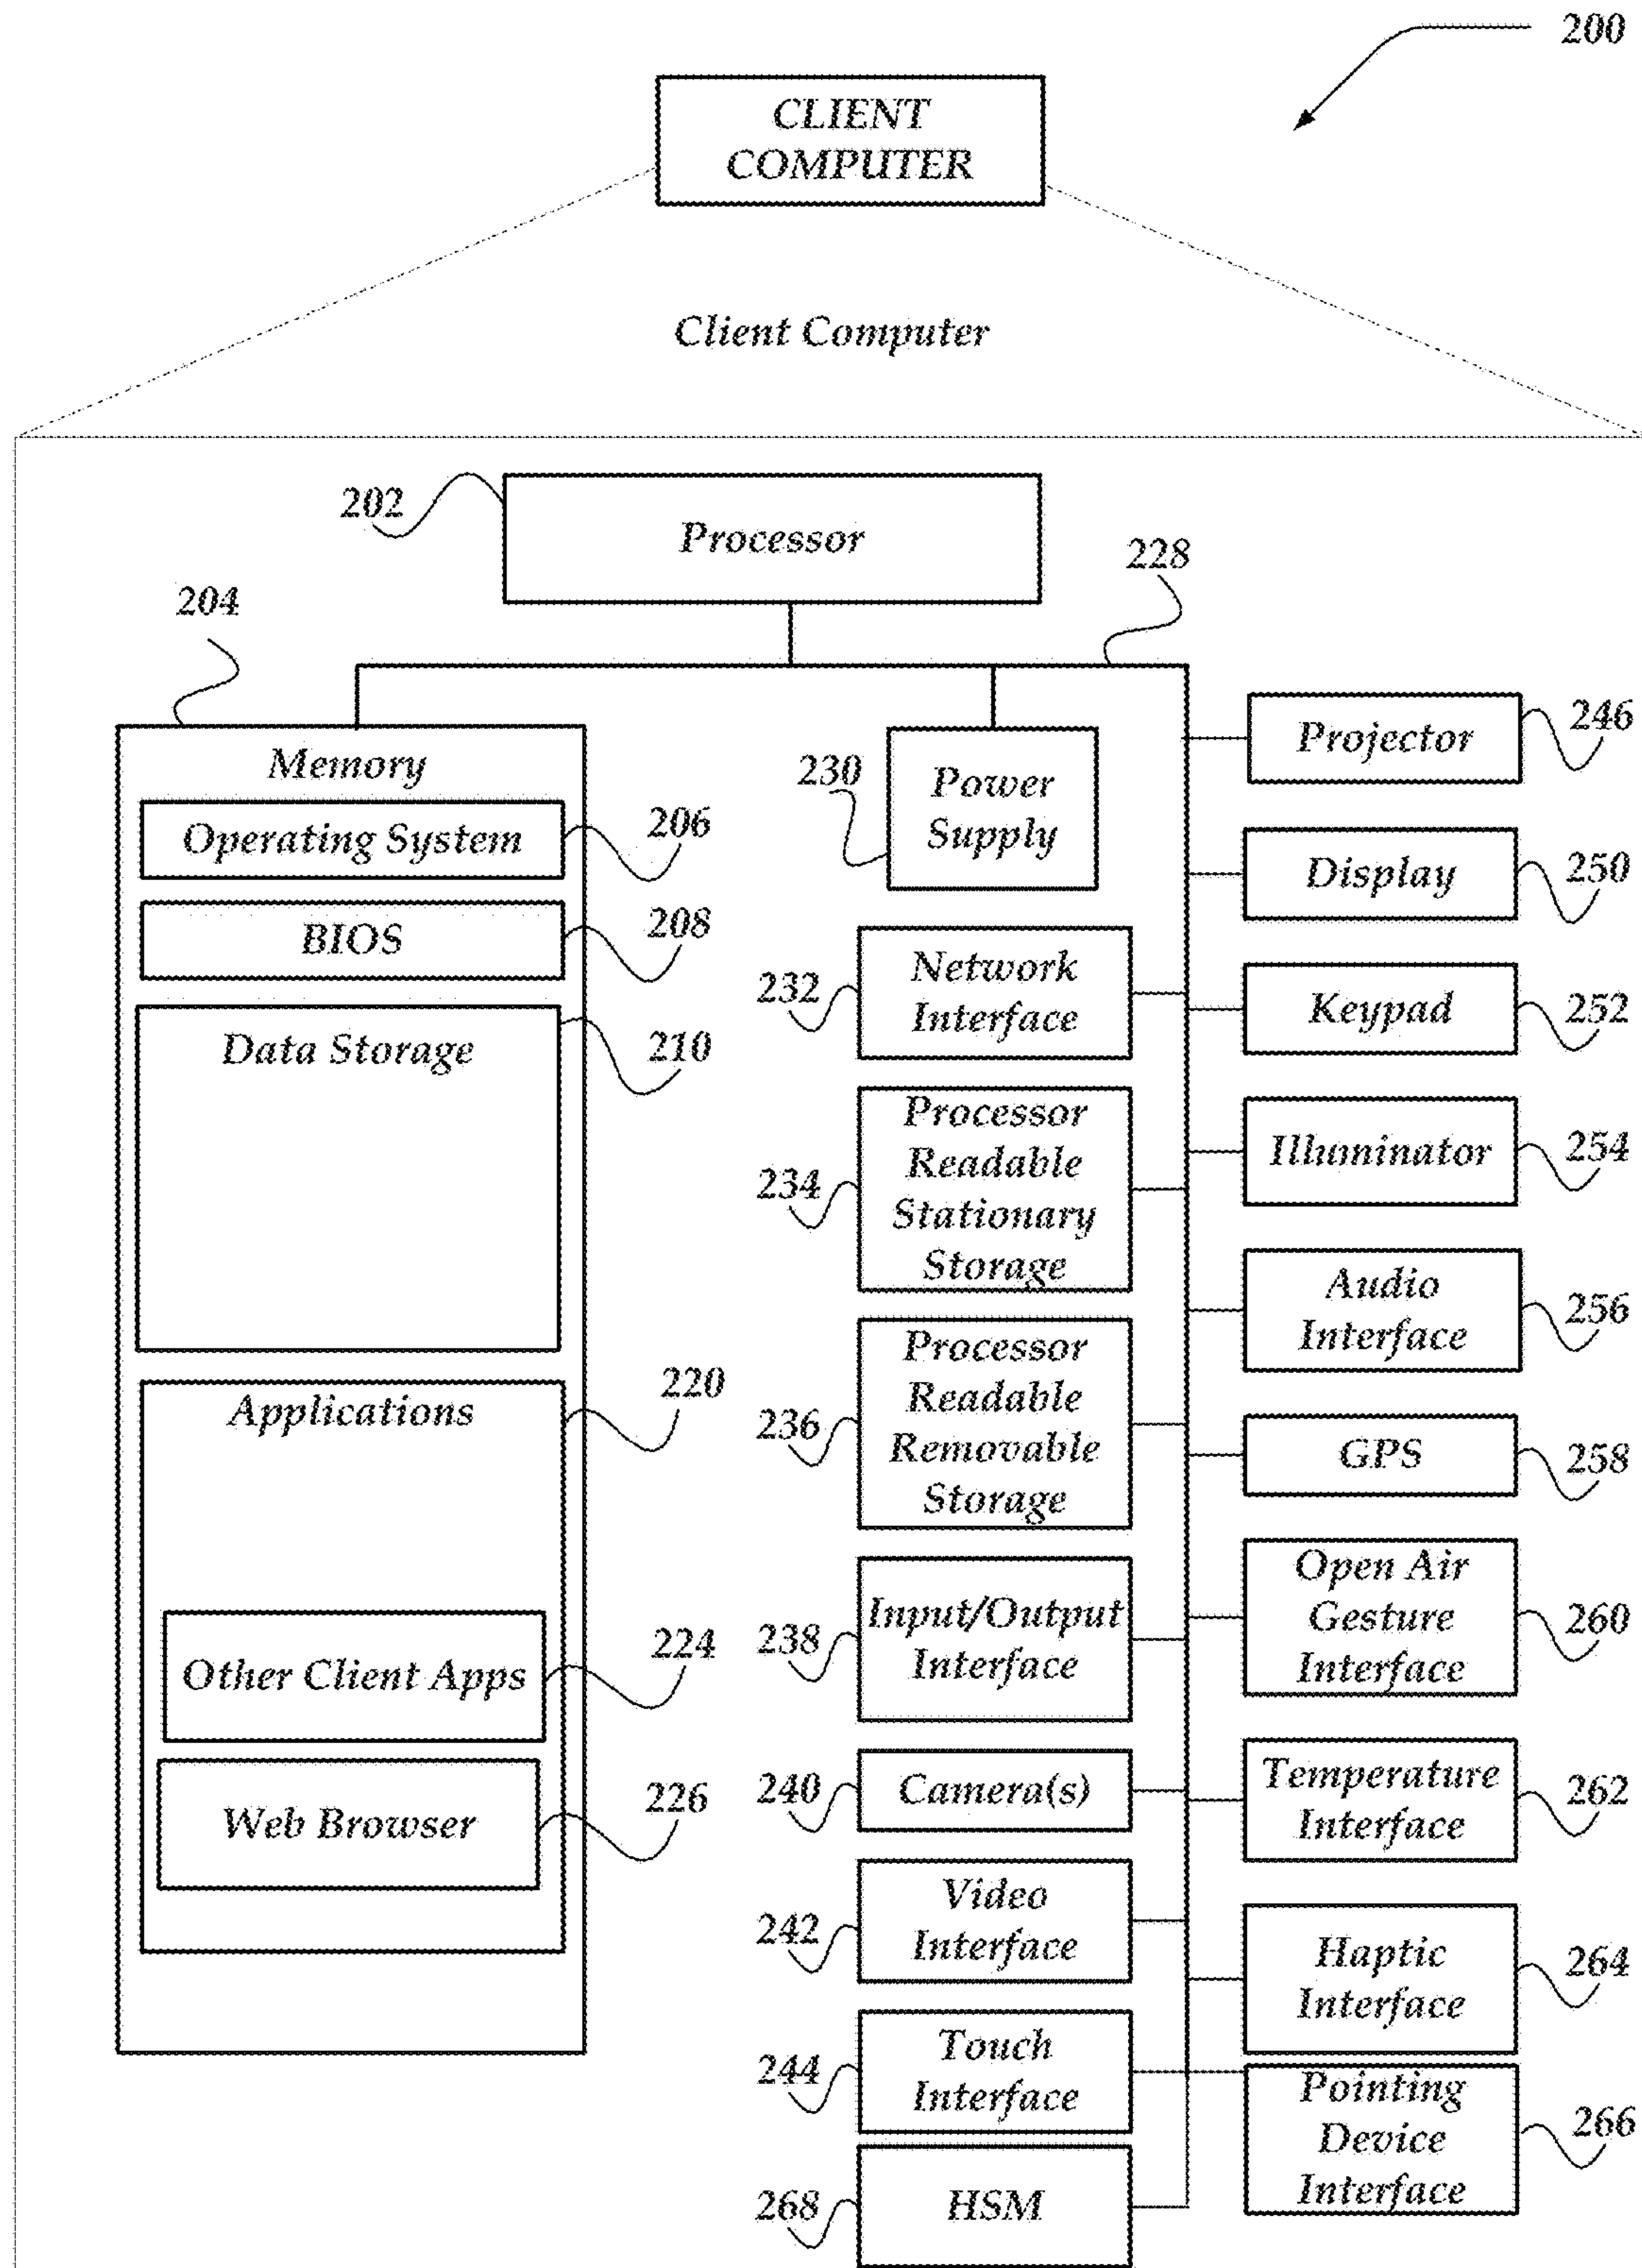 200
CLIENT
COMPUTER
Client Computer
202
Processor
228
204
Memory
Operating System
206
BIOS
208
Data Storage
210
Applications
220
Other Client Apps
224
Web Browser
226
230
Power
Supply
232
Network
Interface
234
Processor
Readable
Stationary
Storage
236
Processor
Readable
Removable
Storage
238
Input/Output
Interface
240
Camera(s)
242
Video
Interface
244
Touch
Interface
268
HSM
Projector
246
Display
250
Keypad
252
Illuminator
254
Audio
Interface
256
GPS
258
Open Air
Gesture
Interface
260
Temperature
Interface
262
Haptic
Interface
264
Pointing
Device
Interface
266